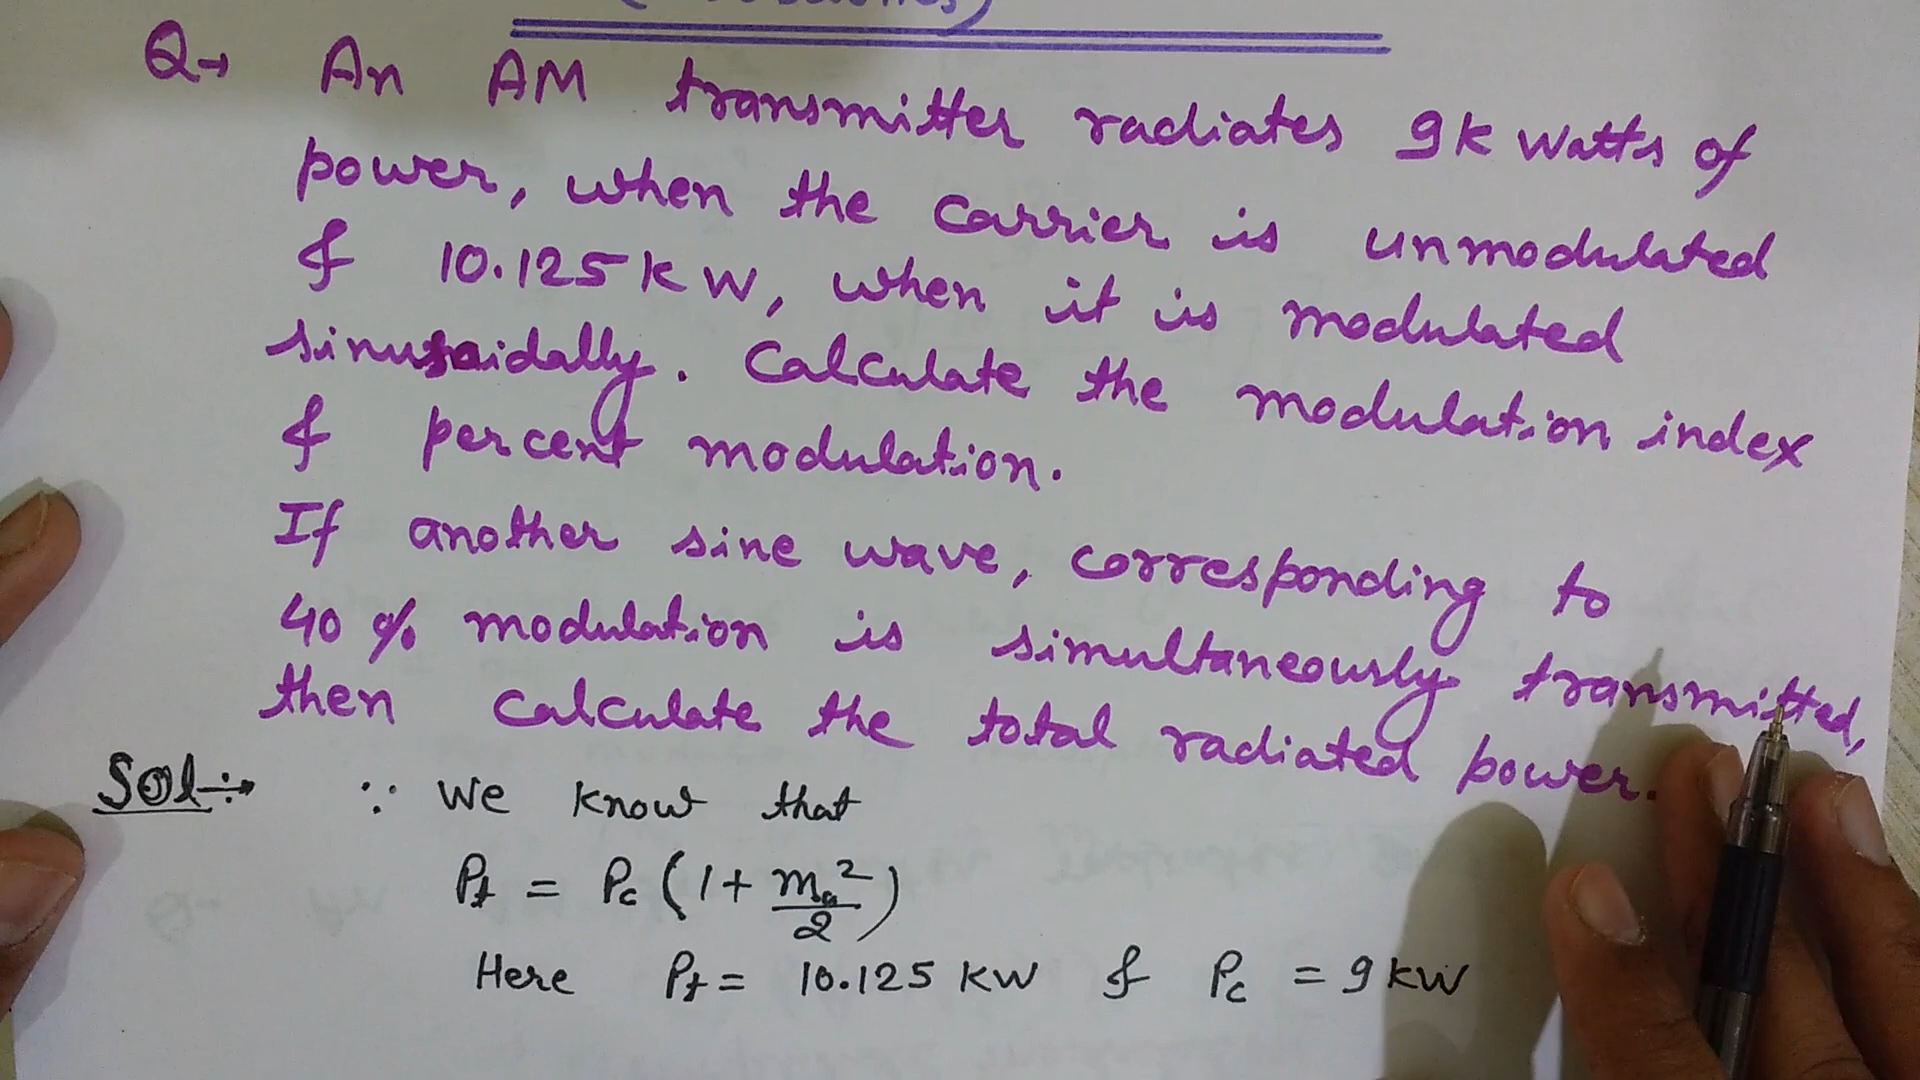 Q→ An AM transmitter radiates 9k watts of
power, when the carrier is unmodulated
& 10.125 kW, when it is modulated
sinusoidally. Calculate the modulation index
& percent modulation.
If another sine wave, corresponding to
40 % modulation is simultaneously transmitted,
then calculate the total radiated power.
Sol:→ ∵ We know that
Pt = Pc (1 + ma²/2)
Here Pt = 10.125 KW & Pc = 9 KW